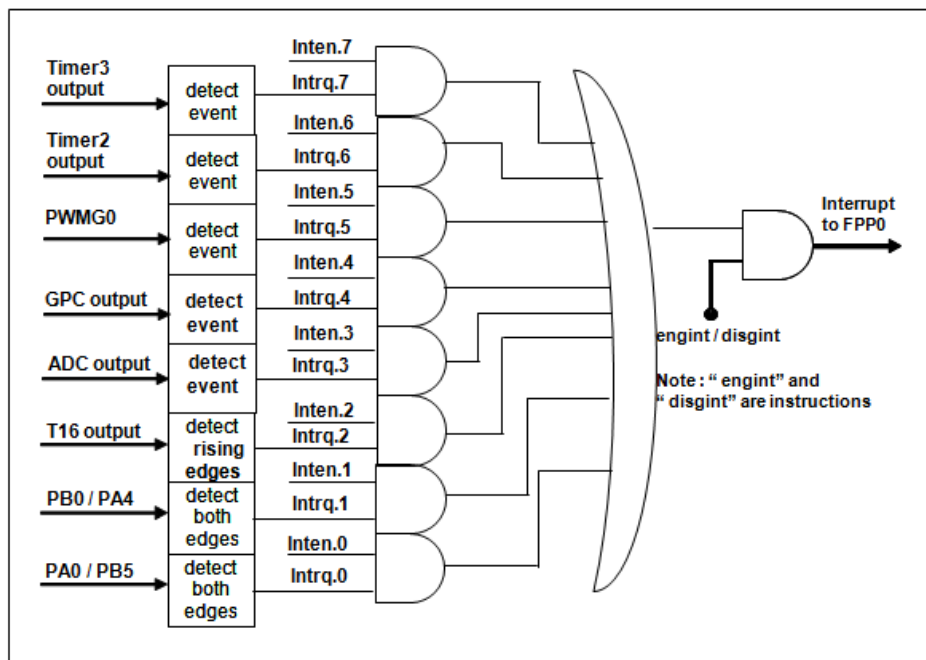 Timer3
output
detect
event
Inten.7
Intrq.7
Timer2
output
detect
event
Inten.6
Intrq.6
PWMG0
detect
event
Inten.5
Intrq.5
GPC output
detect
event
Inten.4
Intrq.4
ADC output
detect
event
Inten.3
Intrq.3
T16 output
detect
rising
edges
Inten.2
Intrq.2
PB0 / PA4
detect
both
edges
Inten.1
Intrq.1
PA0 / PB5
detect
both
edges
Inten.0
Intrq.0
Interrupt
to FPP0
engint / disgint
Note : “ engint” and
“ disgint” are instructions